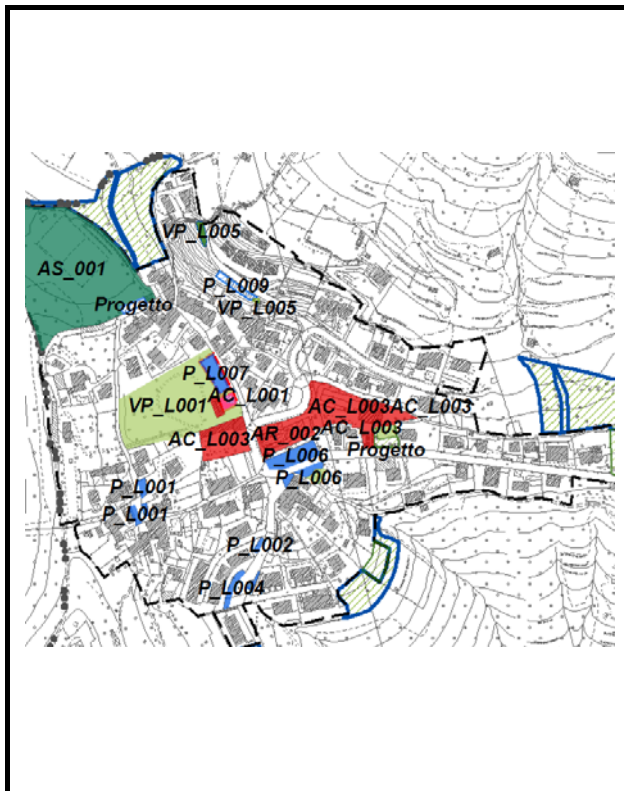 VP_L005
AS_001
P_L009
Progetto
VP_L005
P_L007
AC_L001
VP_L001
AC_L003AC_L003
AC_L003
AR_002
AC_L003
Progetto
P_L006
P_L006
P_L001
P_L001
P_L002
P_L004